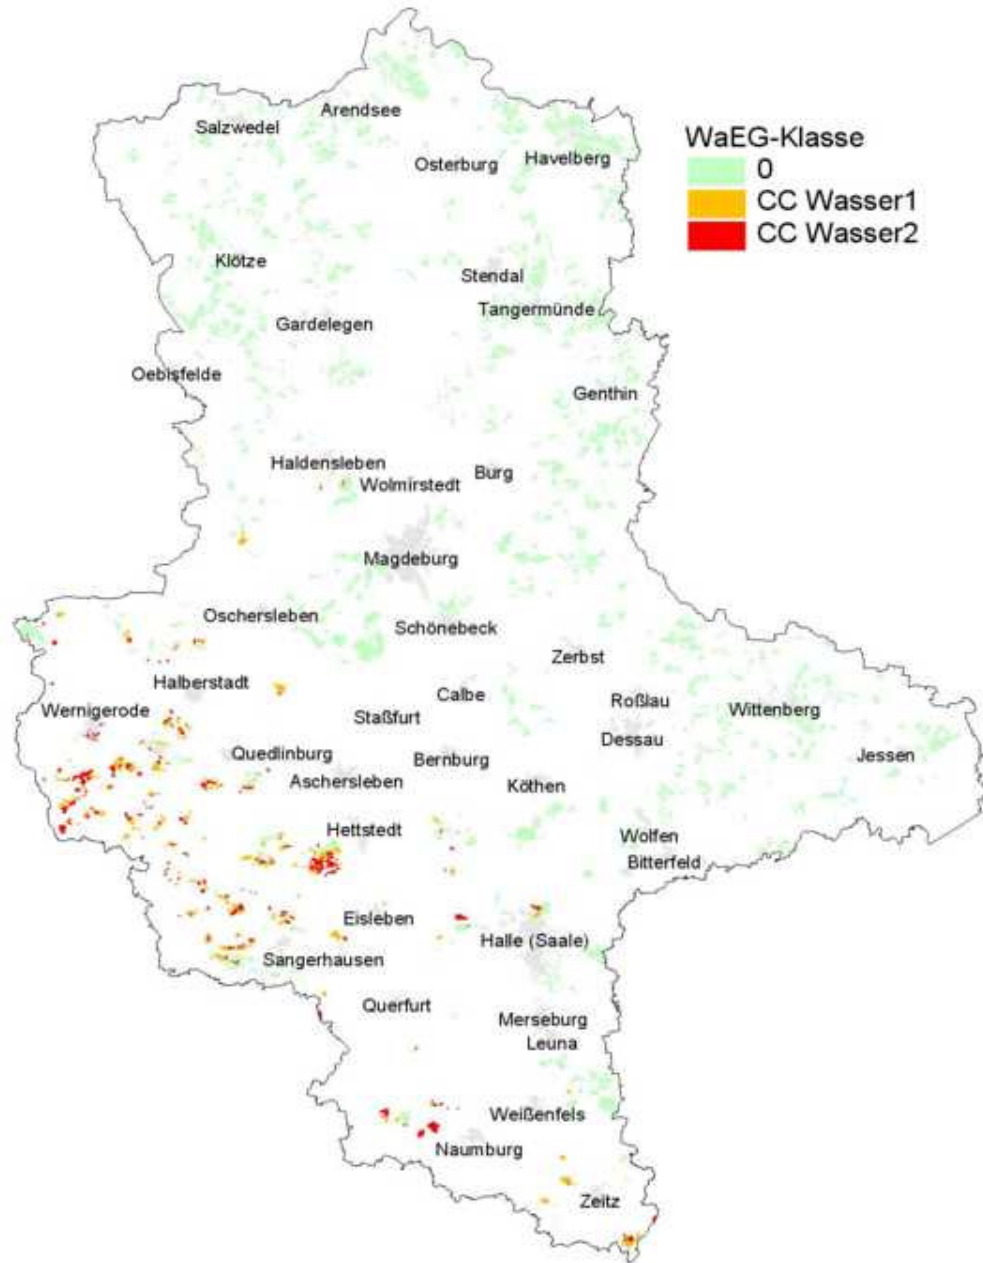 Arendsee
Salzwedel
Osterburg
Havelberg
WaEG-Klasse
0
CC Wasser1
CC Wasser2
Klötze
Stendal
Tangermünde
Gardelegen
Oebisfelde
Genthin
Haldensleben
Wolmirstedt
Burg
Magdeburg
Oschersleben
Schönebeck
Zerbst
Halberstadt
Calbe
Roßlau
Wernigerode
Staßfurt
Wittenberg
Dessau
Quedlinburg
Bernburg
Jessen
Aschersleben
Köthen
Hettstedt
Wolfen
Bitterfeld
Eisleben
Halle (Saale)
Sangerhausen
Querfurt
Merseburg
Leuna
Weißenfels
Naumburg
Zeitz